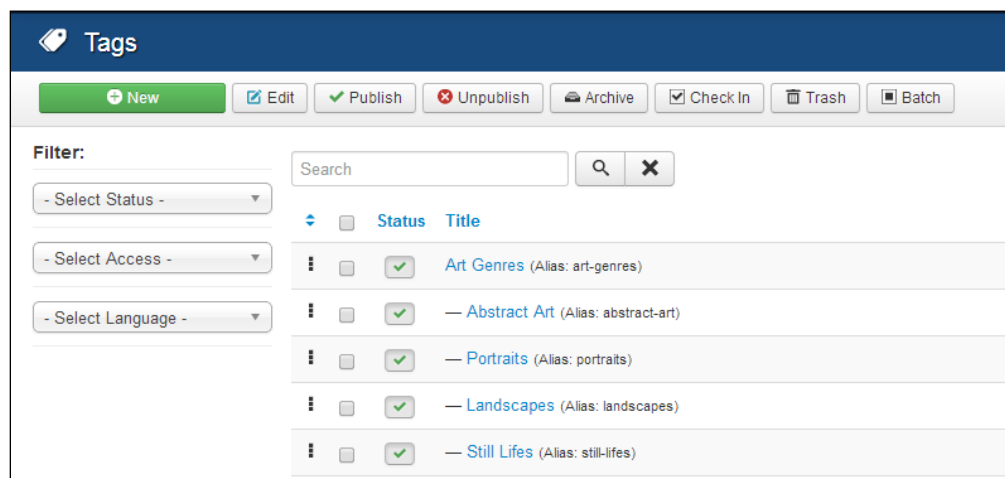 Tags
New Edit Publish Unpublish Archive Check In Trash Batch
Filter:
- Select Status -
- Select Access -
- Select Language -
Search
Status Title
Art Genres (Alias: art-genres)
— Abstract Art (Alias: abstract-art)
— Portraits (Alias: portraits)
— Landscapes (Alias: landscapes)
— Still Lifes (Alias: still-lifes)